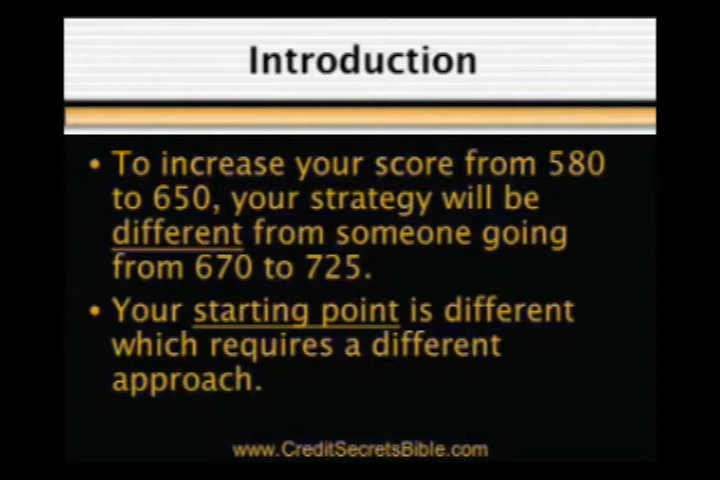 Introduction
• To increase your score from 580
to 650, your strategy will be
different from someone going
from 670 to 725.
• Your starting point is different
which requires a different
approach.
www.CreditSecretsBible.com